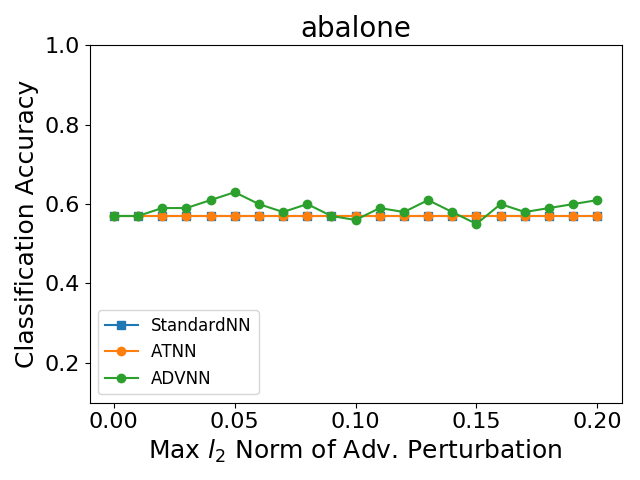 abalone
Classification Accuracy
1.0
0.8
0.6
0.4
0.2
StandardNN
ATNN
ADVNN
0.00 0.05 0.10 0.15 0.20
Max l₂ Norm of Adv. Perturbation